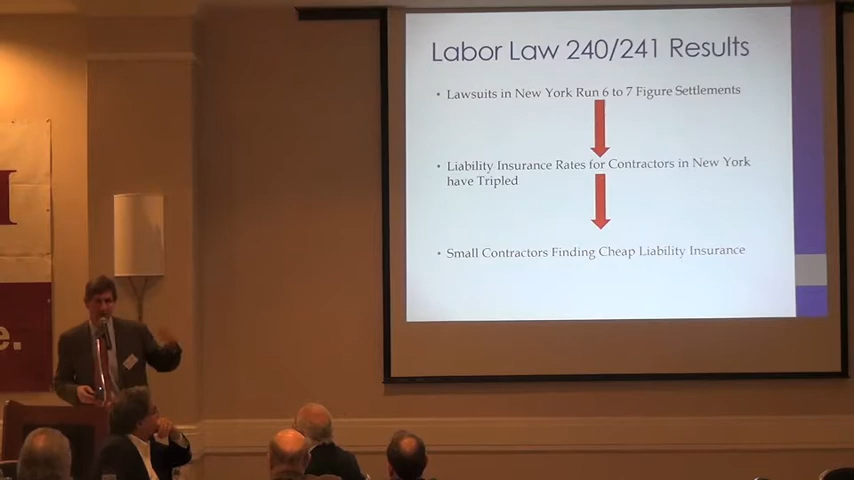 Labor Law 240/241 Results
• Lawsuits in New York Run 6 to 7 Figure Settlements
• Liability Insurance Rates for Contractors in New York
have Tripled
• Small Contractors Finding Cheap Liability Insurance
e.